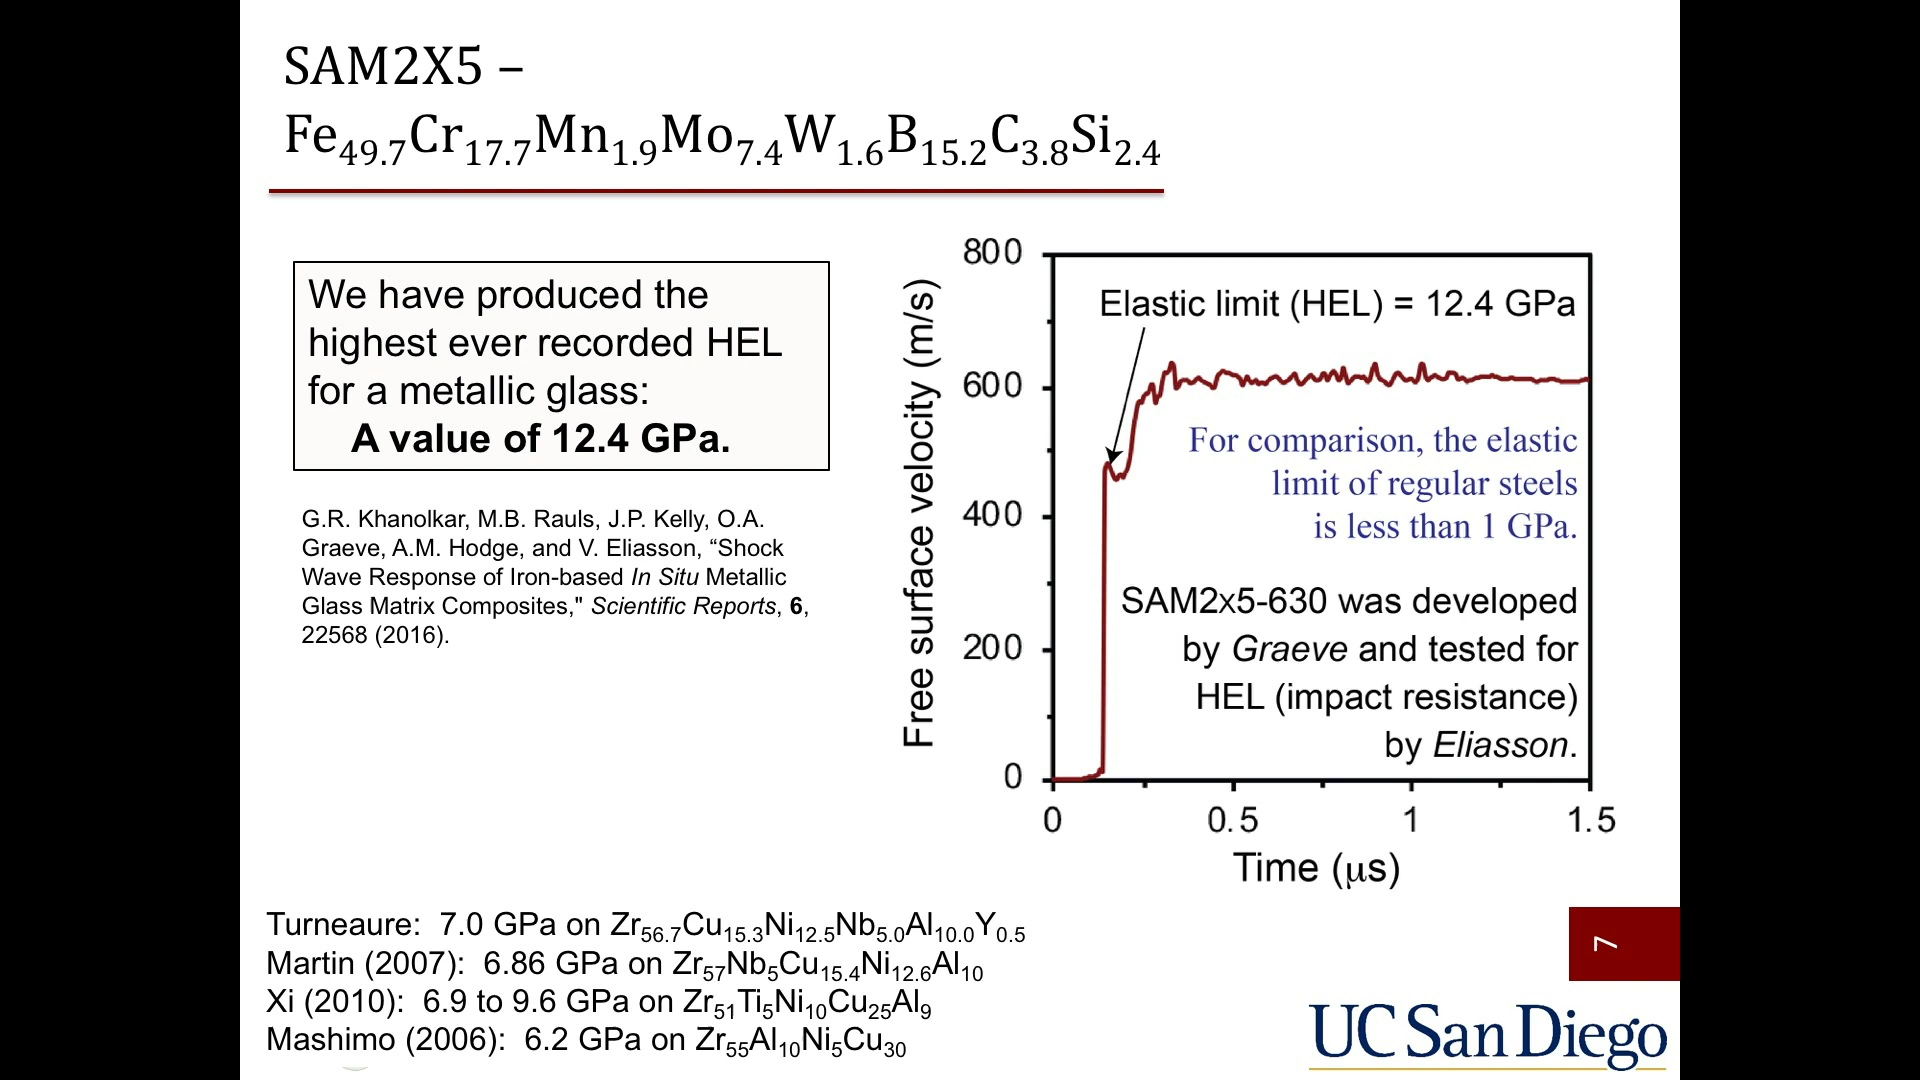 SAM2X5 –
Fe49.7Cr17.7Mn1.9Mo7.4W1.6B15.2C3.8Si2.4
We have produced the
highest ever recorded HEL
for a metallic glass:
A value of 12.4 GPa.
G.R. Khanolkar, M.B. Rauls, J.P. Kelly, O.A.
Graeve, A.M. Hodge, and V. Eliasson, “Shock
Wave Response of Iron-based In Situ Metallic
Glass Matrix Composites," Scientific Reports, 6,
22568 (2016).
Free surface velocity (m/s)
800
600
400
200
0
Elastic limit (HEL) = 12.4 GPa
For comparison, the elastic
limit of regular steels
is less than 1 GPa.
SAM2x5-630 was developed
by Graeve and tested for
HEL (impact resistance)
by Eliasson.
0 0.5 1 1.5
Time (μs)
Turneaure: 7.0 GPa on Zr56.7Cu15.3Ni12.5Nb5.0Al10.0Y0.5
Martin (2007): 6.86 GPa on Zr57Nb5Cu15.4Ni12.6Al10
Xi (2010): 6.9 to 9.6 GPa on Zr51Ti5Ni10Cu25Al9
Mashimo (2006): 6.2 GPa on Zr55Al10Ni5Cu30
7
UC San Diego